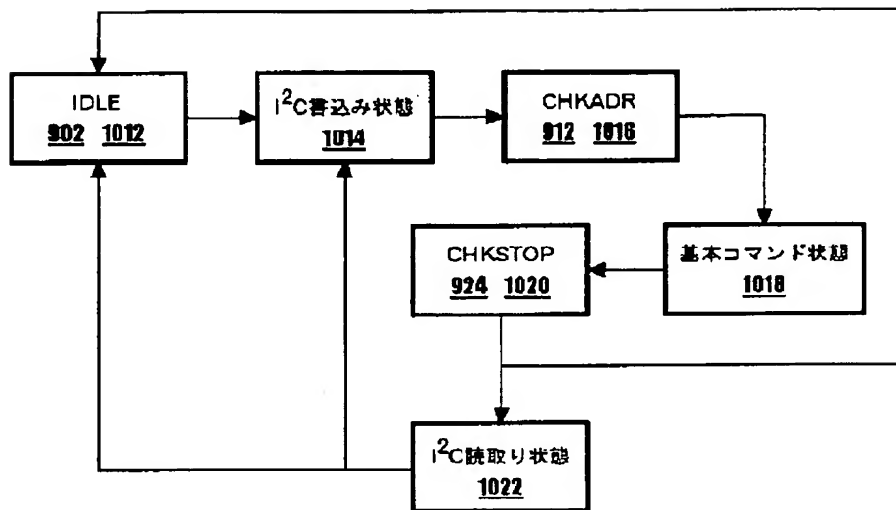 IDLE
902 1012
I²C書込み状態
1014
CHKADR
912 1016
CHKSTOP
924 1020
基本コマンド状態
1018
I²C読取り状態
1022